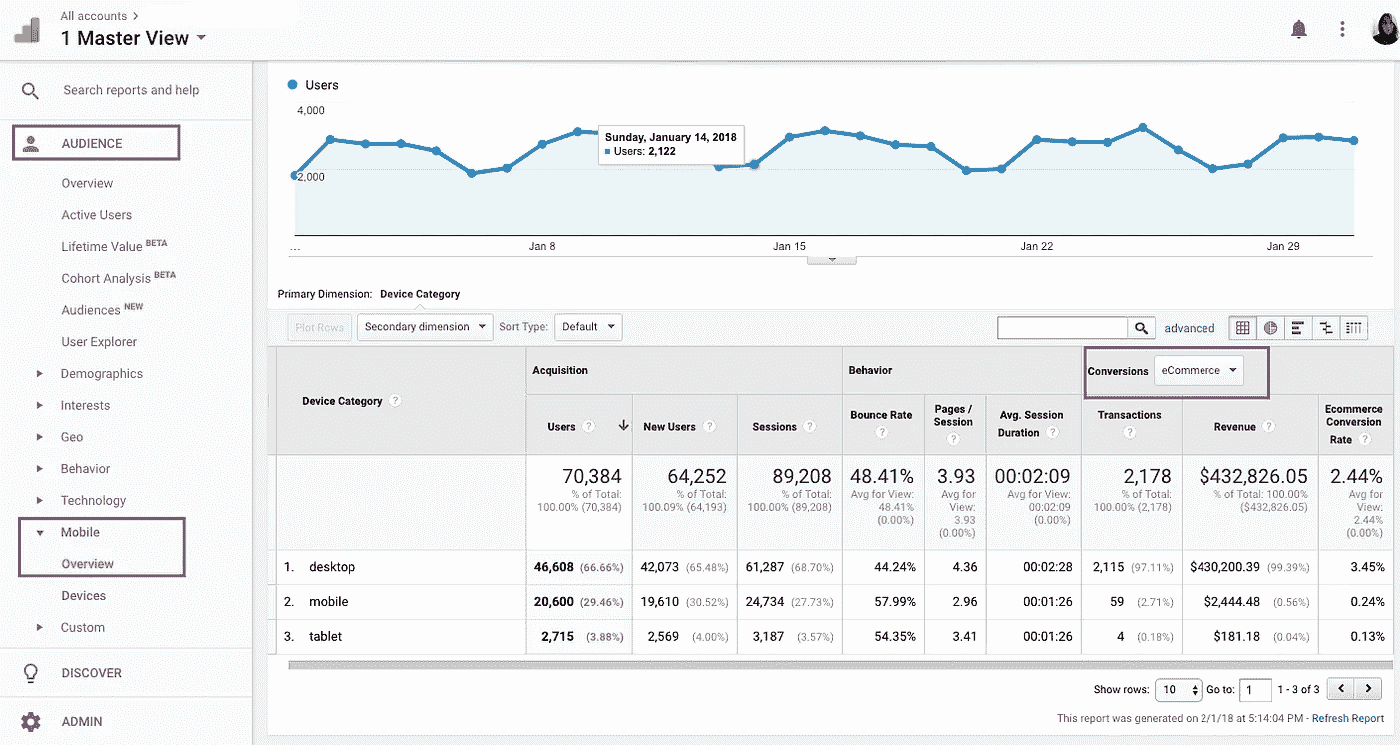 All accounts >
1 Master View
Search reports and help
AUDIENCE
Overview
Active Users
Lifetime Value BETA
Cohort Analysis BETA
Audiences NEW
User Explorer
Demographics
Interests
Geo
Behavior
Technology
Mobile
Overview
Devices
Custom
DISCOVER
ADMIN
Users
4,000
2,000
Sunday, January 14, 2018
Users: 2,122
... Jan 8 Jan 15 Jan 22 Jan 29
Primary Dimension: Device Category
Plot Rows Secondary dimension Sort Type: Default advanced
Device Category ? Acquisition Behavior Conversions eCommerce
Users ? New Users ? Sessions ? Bounce Rate ? Pages / Session ? Avg. Session Duration ? Transactions ? Revenue ? Ecommerce Conversion Rate ?
70,384 64,252 89,208 48.41% 3.93 00:02:09 2,178 $432,826.05 2.44%
% of Total: 100.00% (70,384) % of Total: 100.09% (64,193) % of Total: 100.00% (89,208) Avg for View: 48.41% (0.00%) Avg for View: 3.93 (0.00%) Avg for View: 00:02:09 (0.00%) % of Total: 100.00% (2,178) % of Total: 100.00% ($432,826.05) Avg for View: 2.44% (0.00%)
1. desktop 46,608 (66.66%) 42,073 (65.48%) 61,287 (68.70%) 44.24% 4.36 00:02:28 2,115 (97.11%) $430,200.39 (99.39%) 3.45%
2. mobile 20,600 (29.46%) 19,610 (30.52%) 24,734 (27.73%) 57.99% 2.96 00:01:26 59 (2.71%) $2,444.48 (0.56%) 0.24%
3. tablet 2,715 (3.88%) 2,569 (4.00%) 3,187 (3.57%) 54.35% 3.41 00:01:26 4 (0.18%) $181.18 (0.04%) 0.13%
Show rows: 10 Go to: 1 1 - 3 of 3
This report was generated on 2/1/18 at 5:14:04 PM - Refresh Report